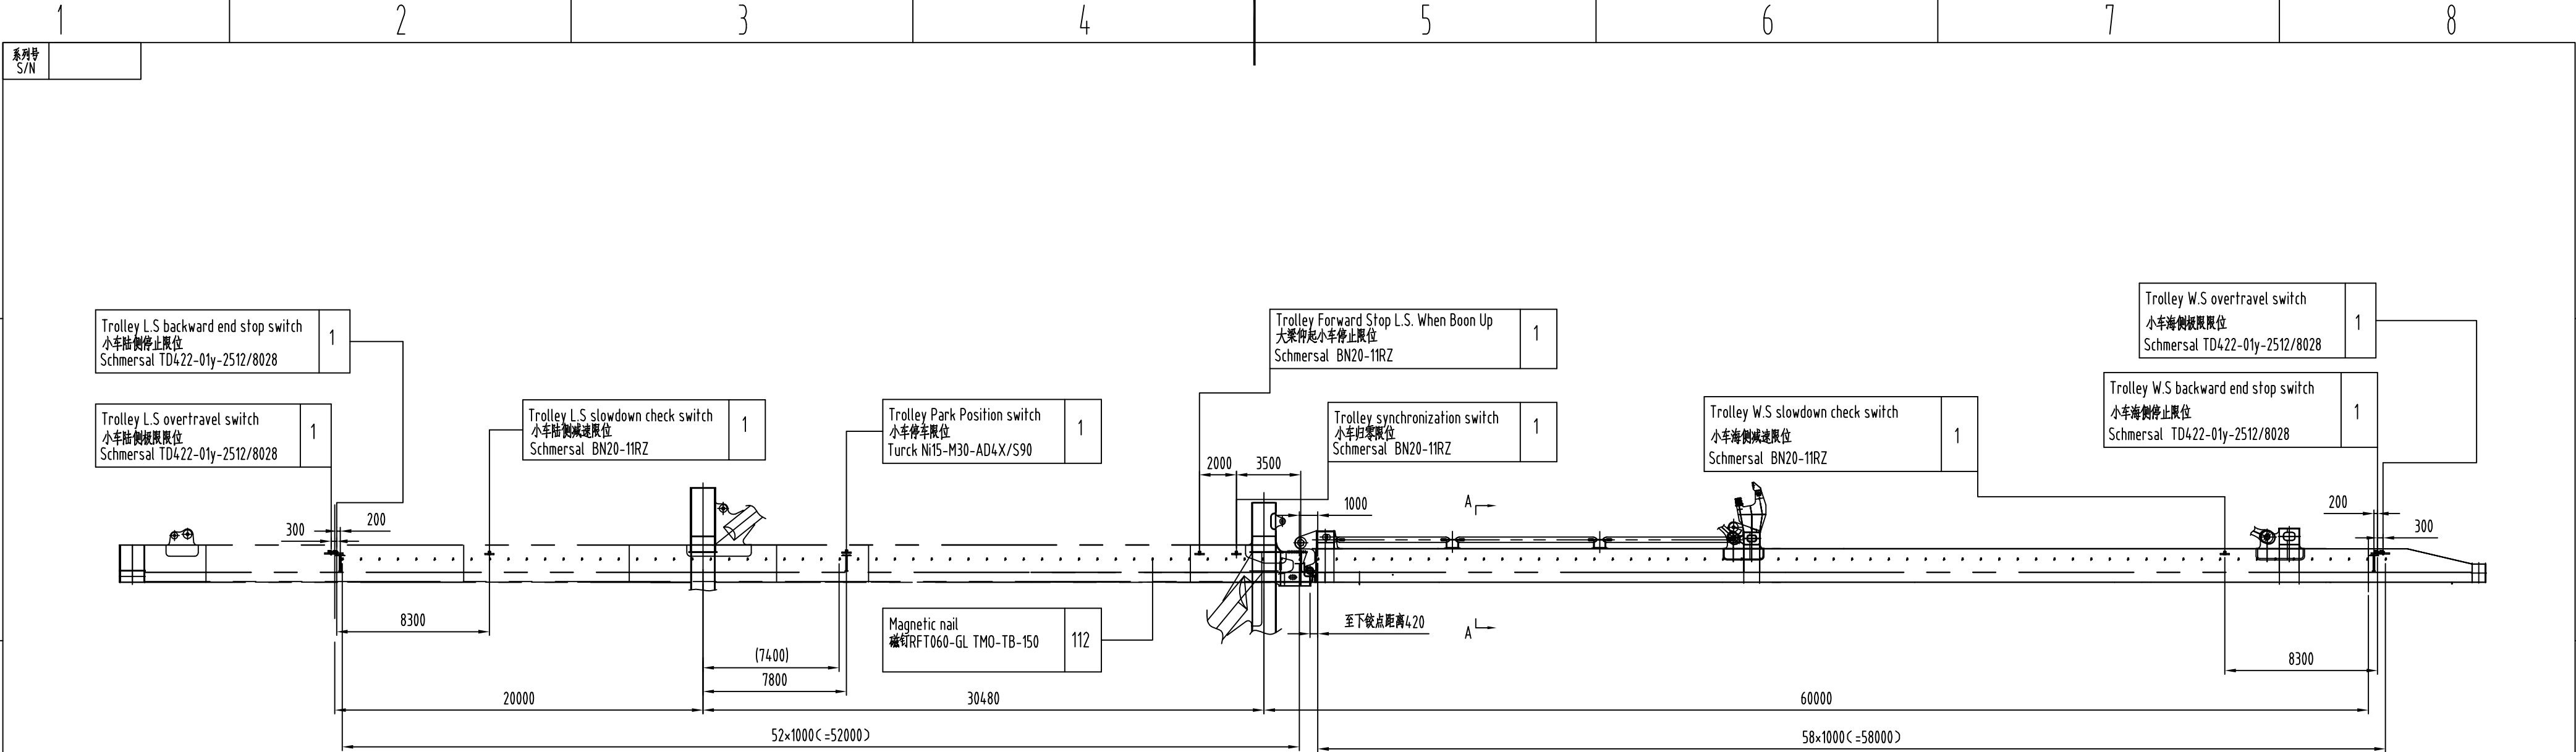 1 2 3 4 5 6 7 8
系列号
S/N
Trolley L.S backward end stop switch 1
小车陆侧停止限位
Schmersal TD422-01y-2512/8028
Trolley L.S overtravel switch 1
小车陆侧极限限位
Schmersal TD422-01y-2512/8028
Trolley L.S slowdown check switch 1
小车陆侧减速限位
Schmersal BN20-11RZ
Trolley Park Position switch 1
小车停车限位
Turck Ni15-M30-AD4X/S90
Trolley Forward Stop L.S. When Boon Up 1
大梁仰起小车停止限位
Schmersal BN20-11RZ
Trolley synchronization switch 1
小车归零限位
Schmersal BN20-11RZ
Trolley W.S slowdown check switch 1
小车海侧减速限位
Schmersal BN20-11RZ
Trolley W.S overtravel switch 1
小车海侧极限限位
Schmersal TD422-01y-2512/8028
Trolley W.S backward end stop switch 1
小车海侧停止限位
Schmersal TD422-01y-2512/8028
2000 3500
1000
A
300 200
200
300
Magnetic nail 112
磁钉RFT060-GL TMO-TB-150
至下铰点距离420
A
8300
(7400)
7800
8300
20000 30480 60000
52×1000(=52000) 58×1000(=58000)